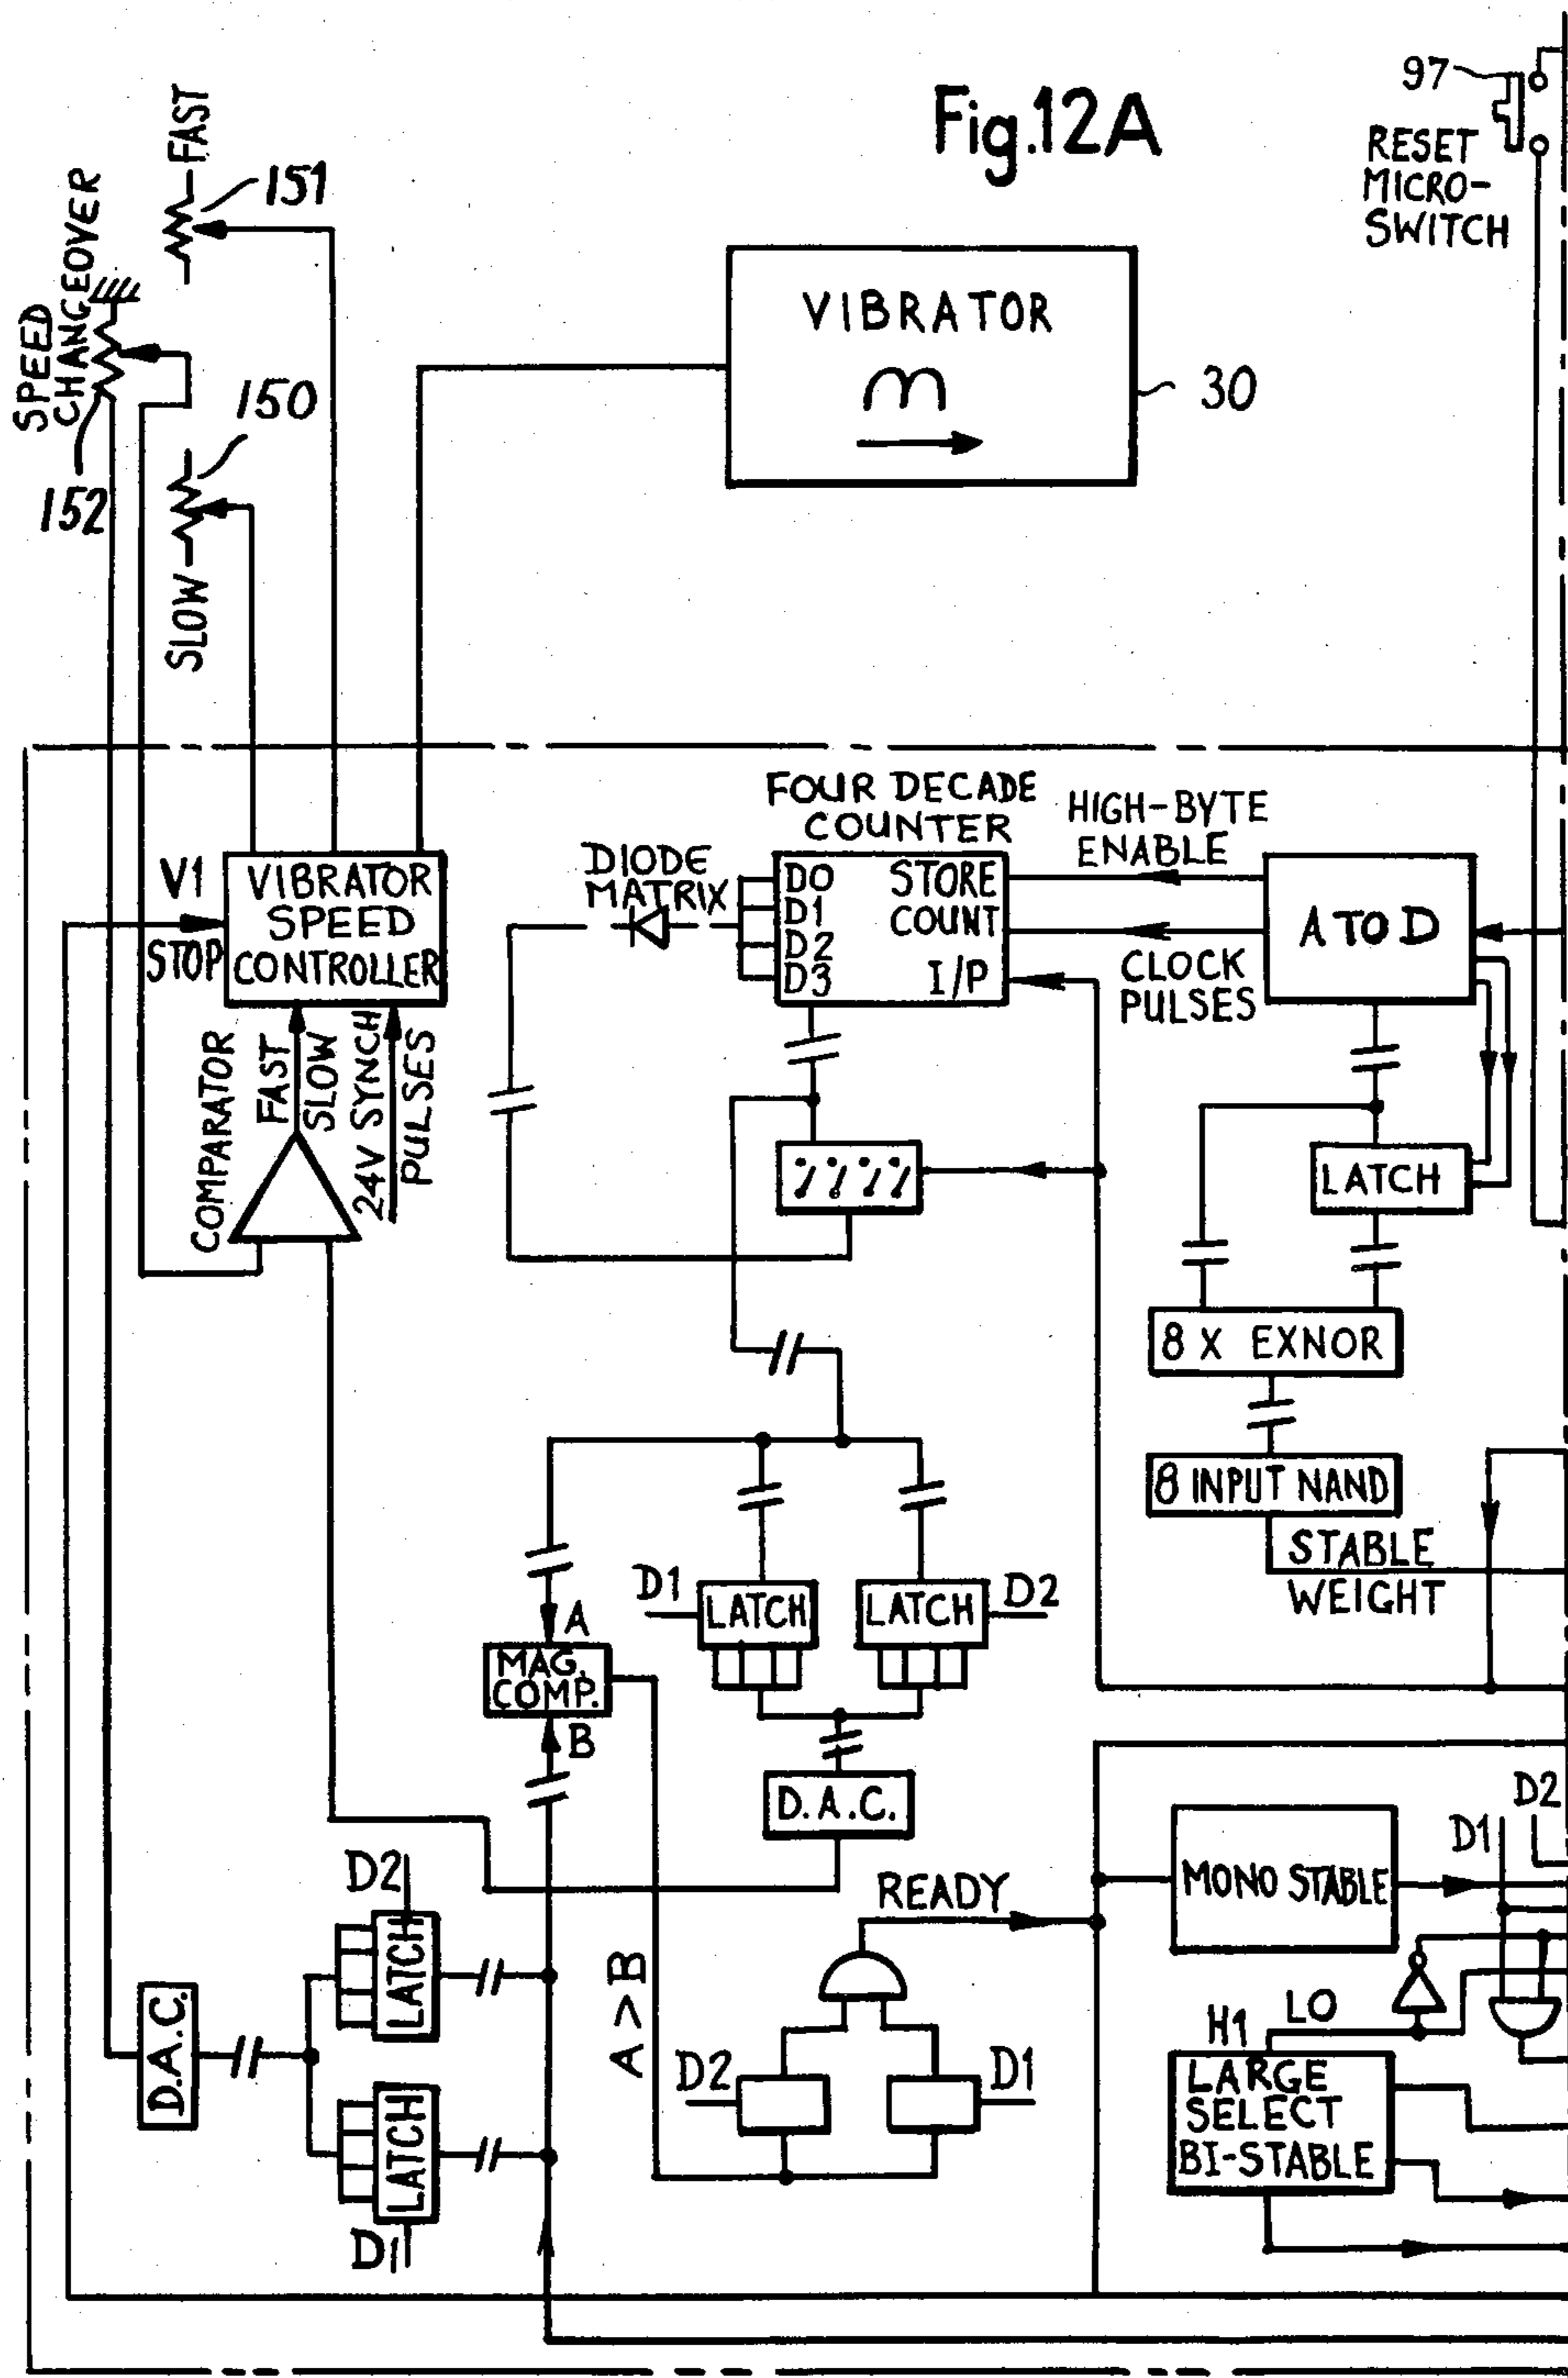 Fig.12A
97
RESET
MICRO-
SWITCH
FAST
151
SPEED
CHANGEOVER
150
152
SLOW
VIBRATOR
30
FOUR DECADE
COUNTER
HIGH-BYTE
ENABLE
DIODE
MATRIX
V1
STOP
VIBRATOR
SPEED
CONTROLLER
D0
D1
D2
D3
STORE
COUNT
I/P
A TO D
CLOCK
PULSES
COMPARATOR
FAST
SLOW
24V SYNCH
PULSES
LATCH
8 X EXNOR
8 INPUT NAND
STABLE
WEIGHT
D1
LATCH
LATCH
D2
A
MAG.
COMP.
B
D.A.C.
READY
MONO STABLE
D1
D2
D2
LATCH
A > B
D.A.C.
LATCH
D1
D2
D1
H1
LO
LARGE
SELECT
BI-STABLE